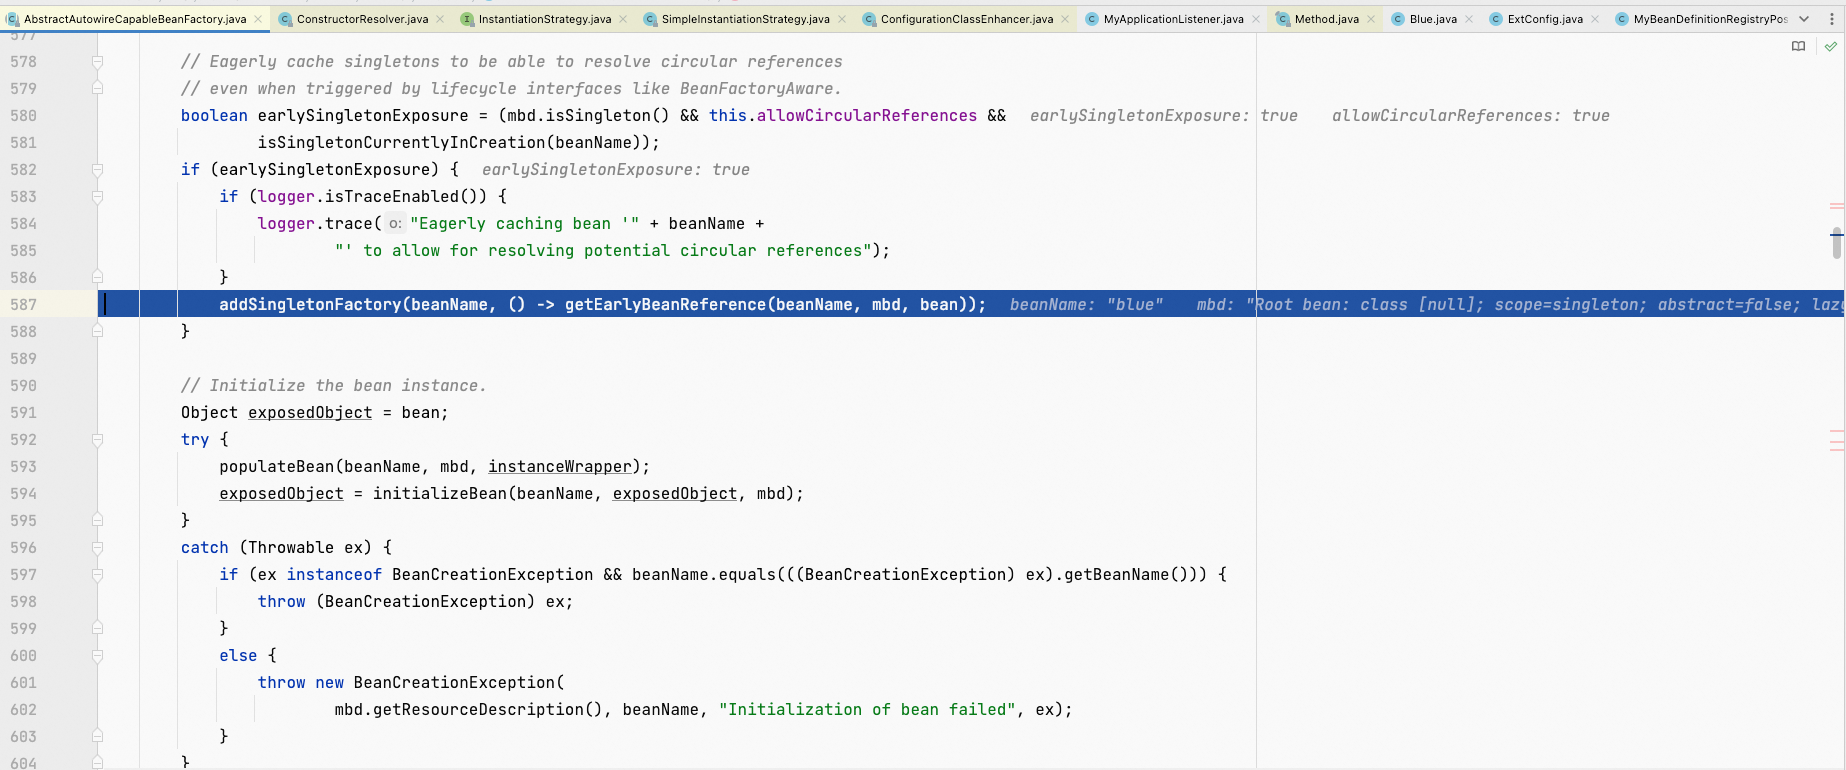 AbstractAutowireCapableBeanFactory.java ConstructorResolver.java InstantiationStrategy.java SimpleInstantiationStrategy.java ConfigurationClassEnhancer.java MyApplicationListener.java Method.java Blue.java ExtConfig.java MyBeanDefinitionRegistryPos
577
578 // Eagerly cache singletons to be able to resolve circular references
579 // even when triggered by lifecycle interfaces like BeanFactoryAware.
580 boolean earlySingletonExposure = (mbd.isSingleton() && this.allowCircularReferences && earlySingletonExposure: true allowCircularReferences: true
581 isSingletonCurrentlyInCreation(beanName));
582 if (earlySingletonExposure) { earlySingletonExposure: true
583 if (logger.isTraceEnabled()) {
584 logger.trace( o: "Eagerly caching bean '" + beanName +
585 "' to allow for resolving potential circular references");
586 }
587 addSingletonFactory(beanName, () -> getEarlyBeanReference(beanName, mbd, bean)); beanName: "blue" mbd: "Root bean: class [null]; scope=singleton; abstract=false; lazy
588 }
589
590 // Initialize the bean instance.
591 Object exposedObject = bean;
592 try {
593 populateBean(beanName, mbd, instanceWrapper);
594 exposedObject = initializeBean(beanName, exposedObject, mbd);
595 }
596 catch (Throwable ex) {
597 if (ex instanceof BeanCreationException && beanName.equals(((BeanCreationException) ex).getBeanName())) {
598 throw (BeanCreationException) ex;
599 }
600 else {
601 throw new BeanCreationException(
602 mbd.getResourceDescription(), beanName, "Initialization of bean failed", ex);
603 }
604 }